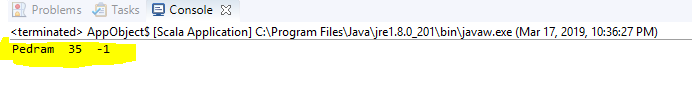 Problems Tasks Console
<terminated> AppObject$ [Scala Application] C:\Program Files\Java\jre1.8.0_201\bin\javaw.exe (Mar 17, 2019, 10:36:27 PM)
Pedram 35 -1